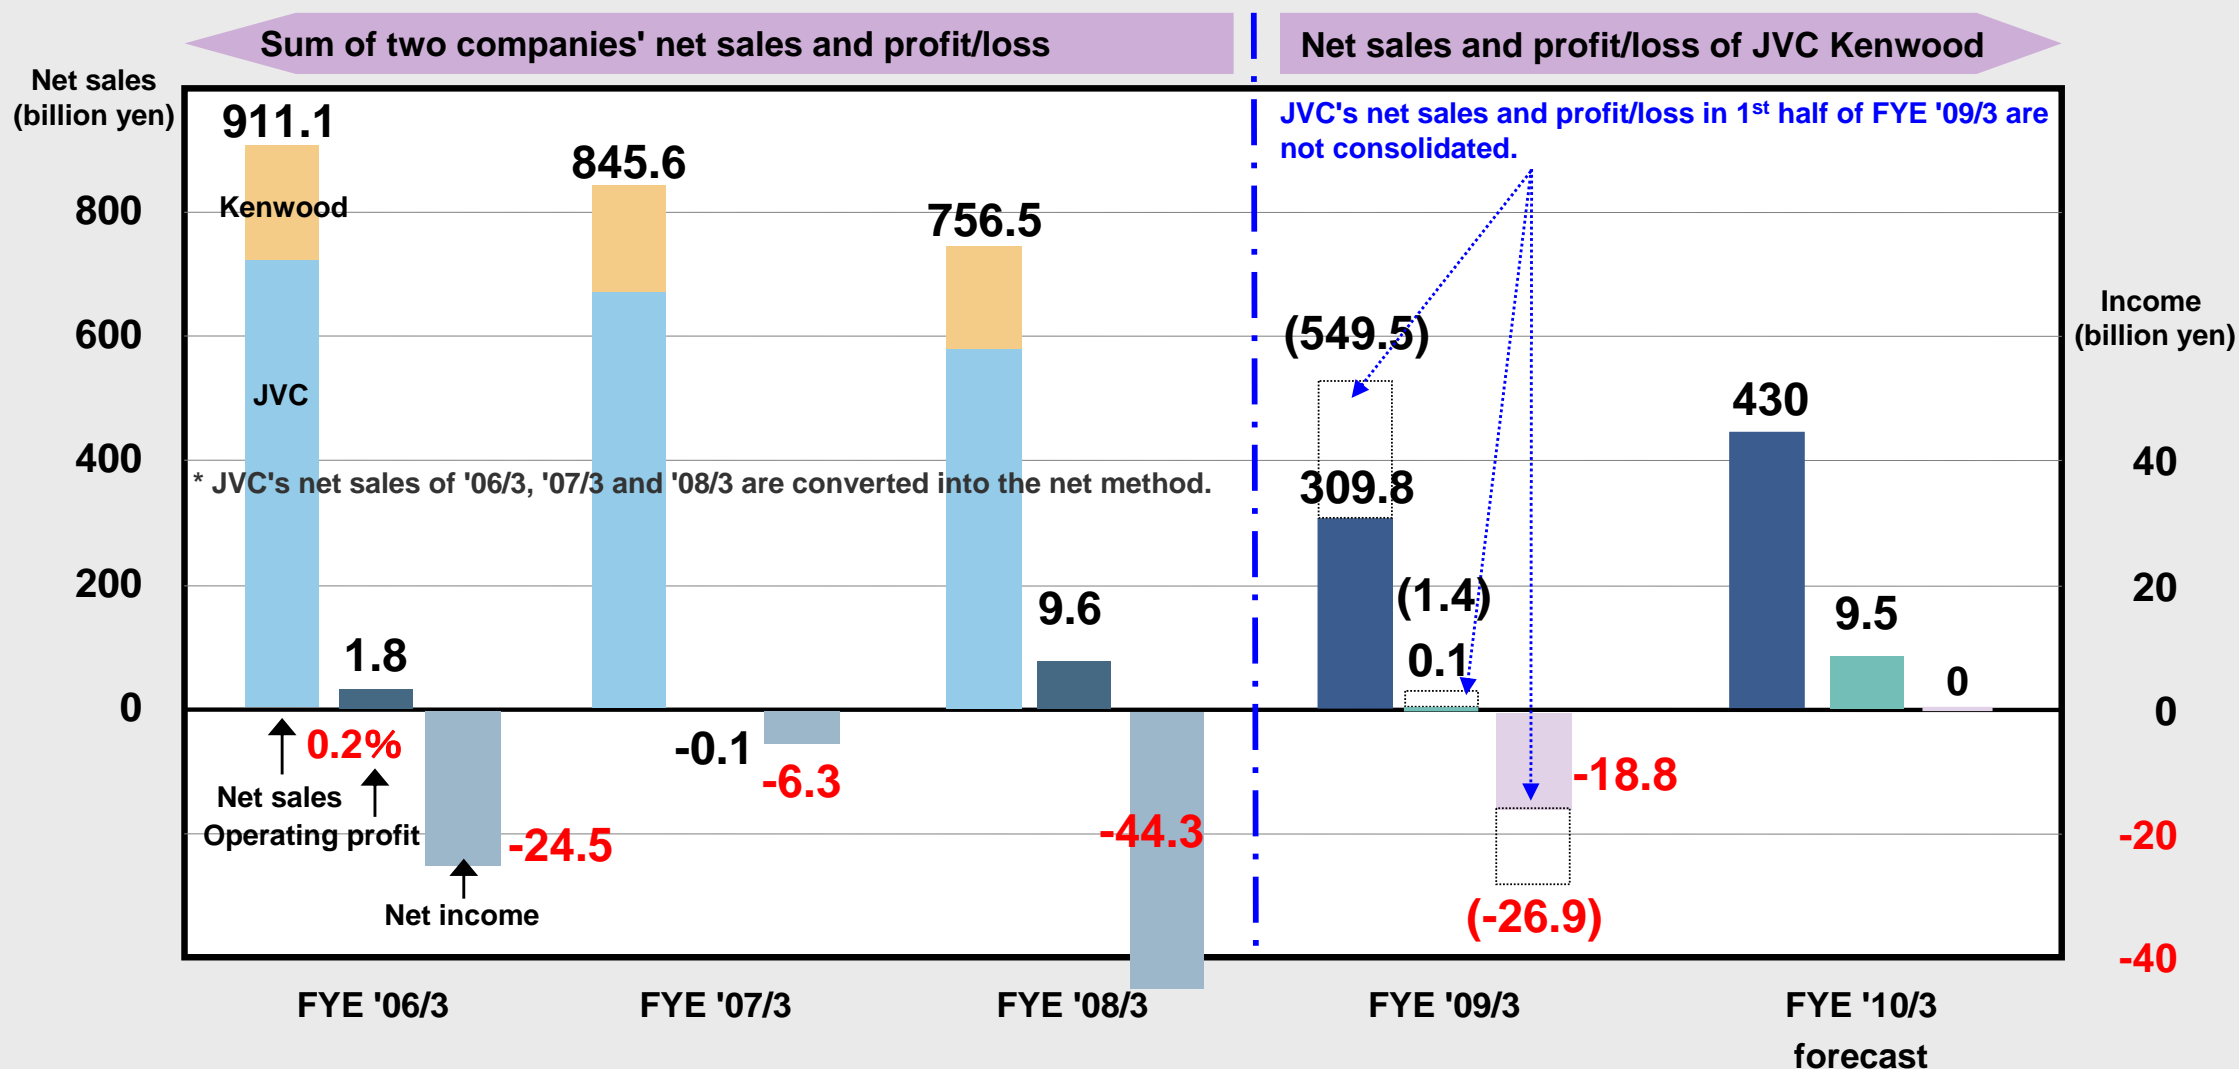 Sum of two companies' net sales and profit/loss
Net sales and profit/loss of JVC Kenwood
Net sales
(billion yen)
JVC's net sales and profit/loss in 1st half of FYE '09/3 are
not consolidated.
911.1
845.6
756.5
Kenwood
JVC
800
600
400
200
0
(549.5)
309.8
430
Income
(billion yen)
40
20
0
-20
-40
* JVC's net sales of '06/3, '07/3 and '08/3 are converted into the net method.
1.8
9.6
(1.4)
0.1
9.5
0
0.2%
-0.1
-6.3
-24.5
-44.3
-18.8
(-26.9)
Net sales
Operating profit
Net income
FYE '06/3
FYE '07/3
FYE '08/3
FYE '09/3
FYE '10/3
forecast